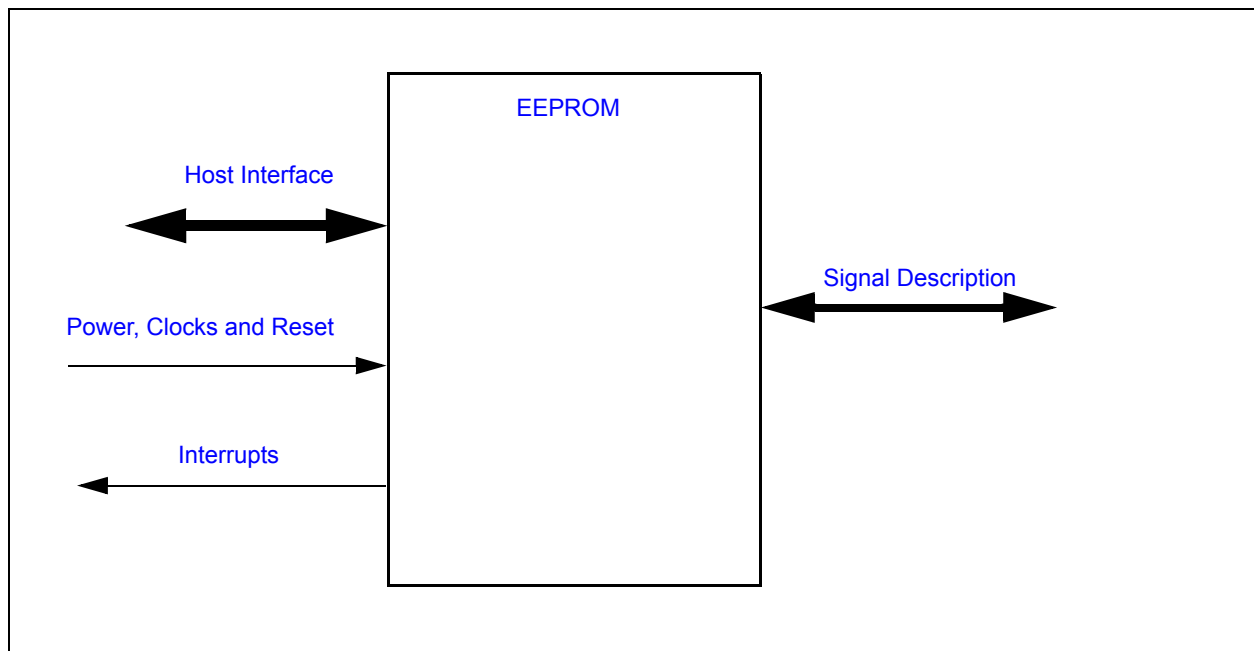 EEPROM
Host Interface
Signal Description
Power, Clocks and Reset
Interrupts